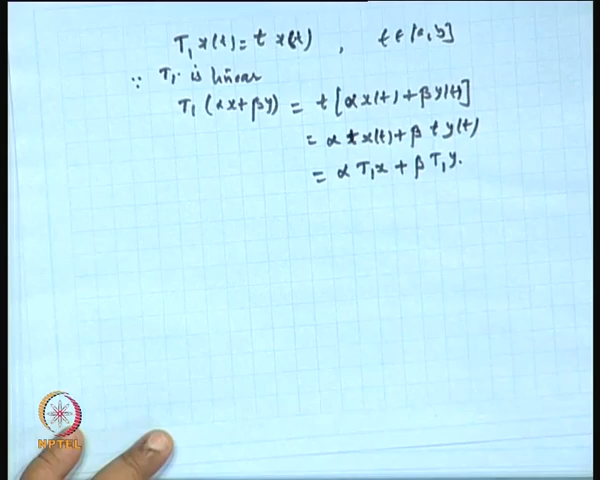 T₁ x(t) = t x(t) , t ∈ [a, b]
∵ T₁ is linear
T₁ (αx + βy) = t [α x(t) + β y(t)]
= α t x(t) + β t y(t)
= α T₁x + β T₁y.
NPTEL